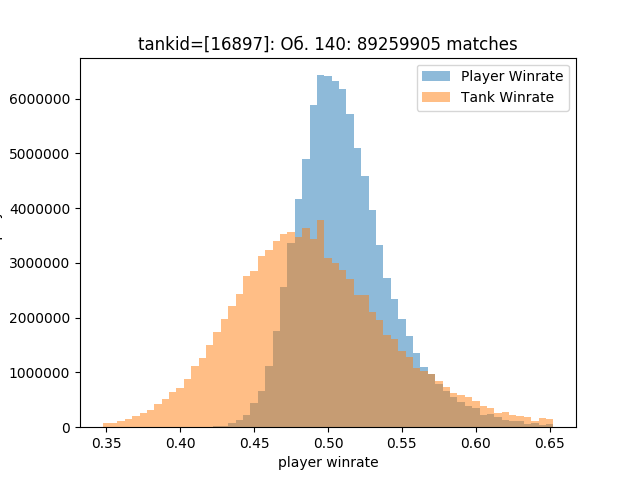 tankid=[16897]: Об. 140: 89259905 matches
Player Winrate
Tank Winrate
6000000
5000000
4000000
3000000
2000000
1000000
0
0.35 0.40 0.45 0.50 0.55 0.60 0.65
player winrate